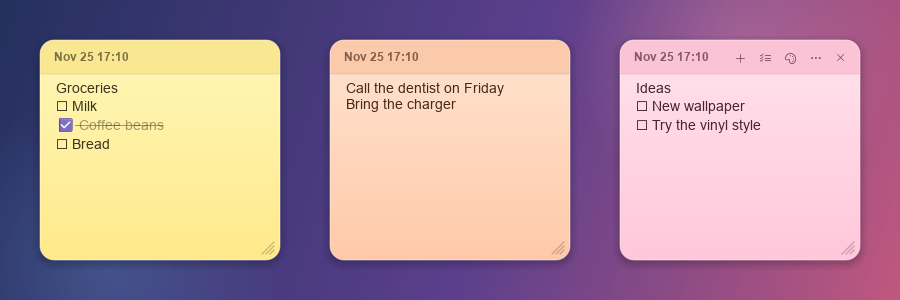 Nov 25 17:10
Groceries
☐ Milk
☑ Coffee beans
☐ Bread
Nov 25 17:10
Call the dentist on Friday
Bring the charger
Nov 25 17:10
Ideas
☐ New wallpaper
☐ Try the vinyl style